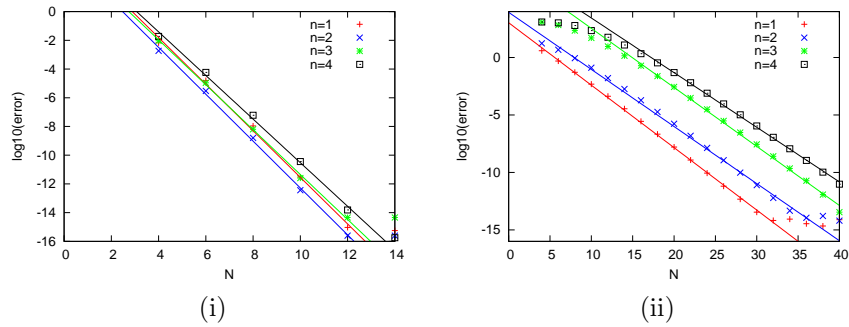 log10(error)
0
-2
-4
-6
-8
-10
-12
-14
-16
0 2 4 6 8 10 12 14
N
n=1
n=2
n=3
n=4
(i)
log10(error)
0
-5
-10
-15
0 5 10 15 20 25 30 35 40
N
n=1
n=2
n=3
n=4
(ii)